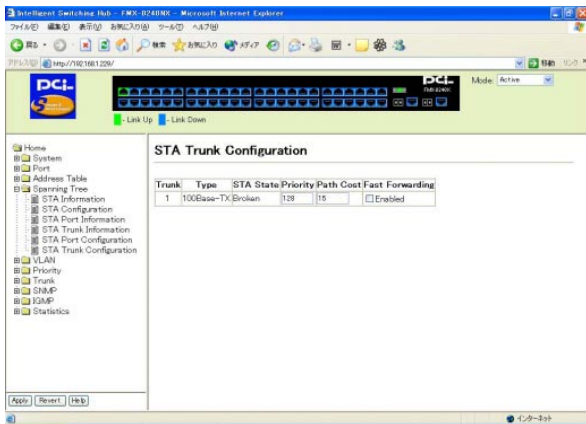 Intelligent Switching Hub - FMX-0240NX - Microsoft Internet Explorer
ファイル(F) 編集(E) 表示(V) お気に入り(A) ツール(T) ヘルプ(H)
戻る 検索 お気に入り メディア
アドレス(D) http://192.168.1.229/ 移動 リンク
PCi
PCi
Mode: Active
- Link Up - Link Down
Home
System
Port
Address Table
Spanning Tree
STA Information
STA Configuration
STA Port Information
STA Trunk Information
STA Port Configuration
STA Trunk Configuration
VLAN
Priority
Trunk
SNMP
IGMP
Statistics
STA Trunk Configuration
Trunk Type STA State Priority Path Cost Fast Forwarding
1 100Base-TX Broken 128 15 Enabled
Apply Revert Help
インターネット